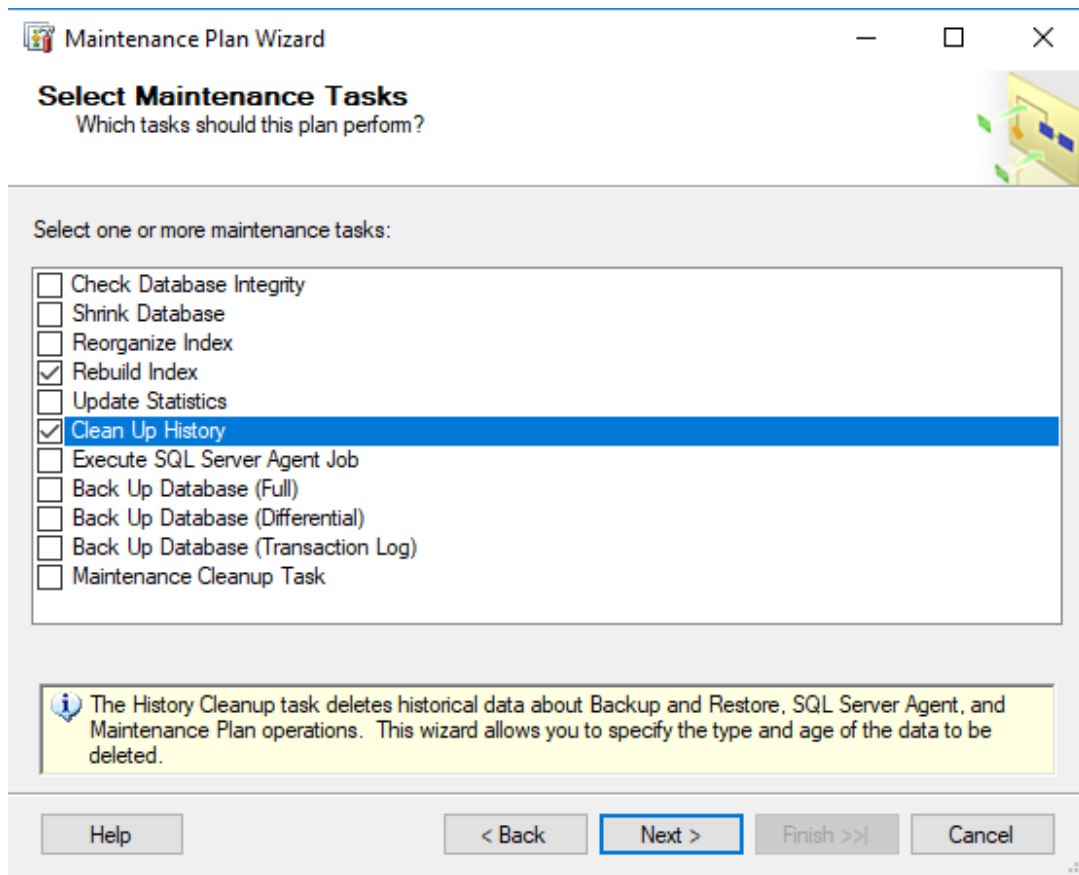 Maintenance Plan Wizard
Select Maintenance Tasks
Which tasks should this plan perform?
Select one or more maintenance tasks:
Check Database Integrity
Shrink Database
Reorganize Index
Rebuild Index
Update Statistics
Clean Up History
Execute SQL Server Agent Job
Back Up Database (Full)
Back Up Database (Differential)
Back Up Database (Transaction Log)
Maintenance Cleanup Task
The History Cleanup task deletes historical data about Backup and Restore, SQL Server Agent, and
Maintenance Plan operations.  This wizard allows you to specify the type and age of the data to be
deleted.
Help
< Back
Next >
Finish >>|
Cancel